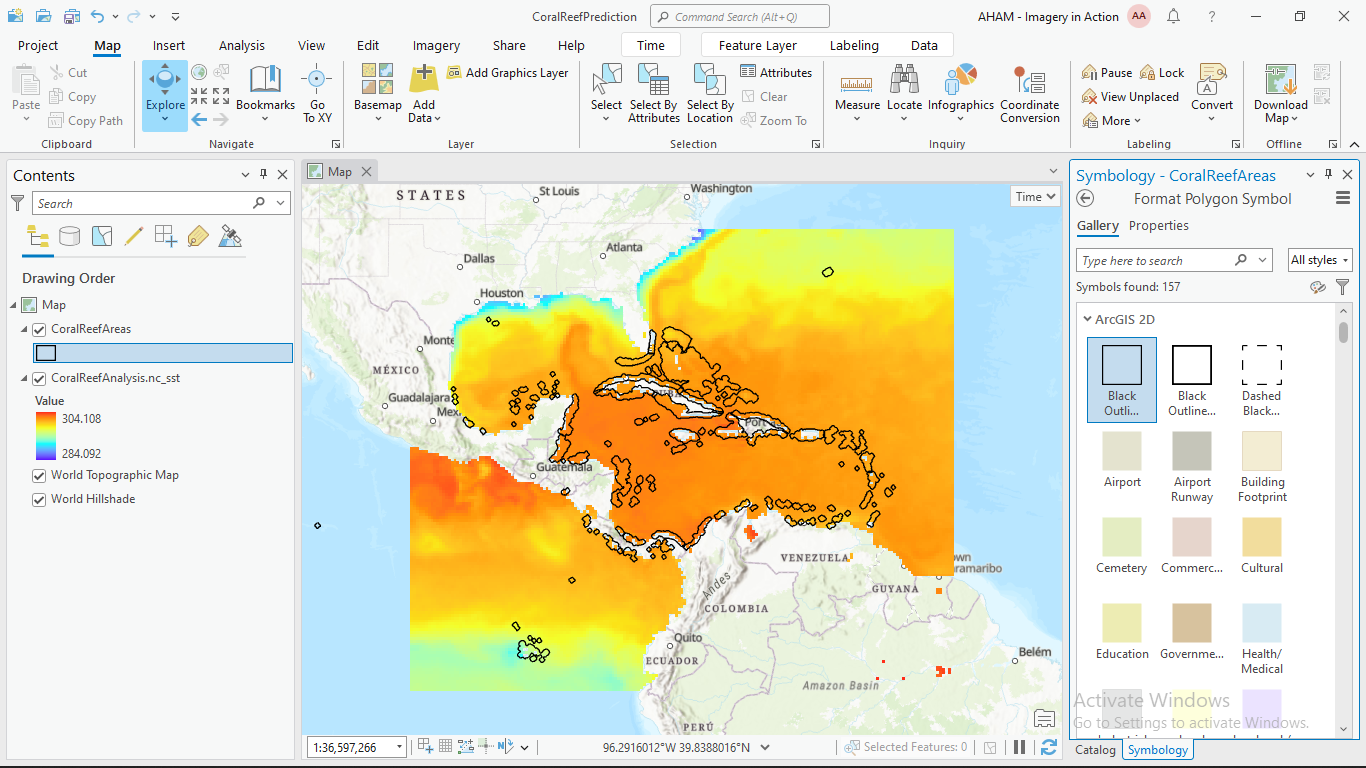 CoralReefPrediction
Command Search (Alt+Q)
AHAM - Imagery in Action
AA
?
Project
Map
Insert
Analysis
View
Edit
Imagery
Share
Help
Time
Feature Layer
Labeling
Data
Paste
Cut
Copy
Copy Path
Clipboard
Explore
Bookmarks
Go
To XY
Navigate
Basemap
Add
Data
Add Graphics Layer
Layer
Select
Select By
Attributes
Select By
Location
Attributes
Clear
Zoom To
Selection
Measure
Locate
Infographics
Coordinate
Conversion
Inquiry
Pause
Lock
View Unplaced
More
Convert
Labeling
Download
Map
Offline
Contents
Search
Drawing Order
Map
CoralReefAreas
CoralReefAnalysis.nc_sst
Value
304.108
284.092
World Topographic Map
World Hillshade
Map
Time
STATES
St Louis
Washington
Atlanta
Dallas
Houston
Monte
MÉXICO
Guadalajara
Mexi
Port
Guatemala
VENEZUELA
own
aramaribo
GUYANA
Andes
COLOMBIA
Quito
ECUADOR
Belém
Amazon Basin
PERÚ
1:36,597,266
96.2916012°W 39.8388016°N
Selected Features: 0
Symbology - CoralReefAreas
Format Polygon Symbol
Gallery
Properties
Type here to search
All styles
Symbols found: 157
ArcGIS 2D
Black
Outli...
Black
Outline...
Dashed
Black...
Airport
Airport
Runway
Building
Footprint
Cemetery
Commerc...
Cultural
Education
Governme...
Health/
Medical
Activate Windows
Go to Settings to activate Windows.
Catalog
Symbology